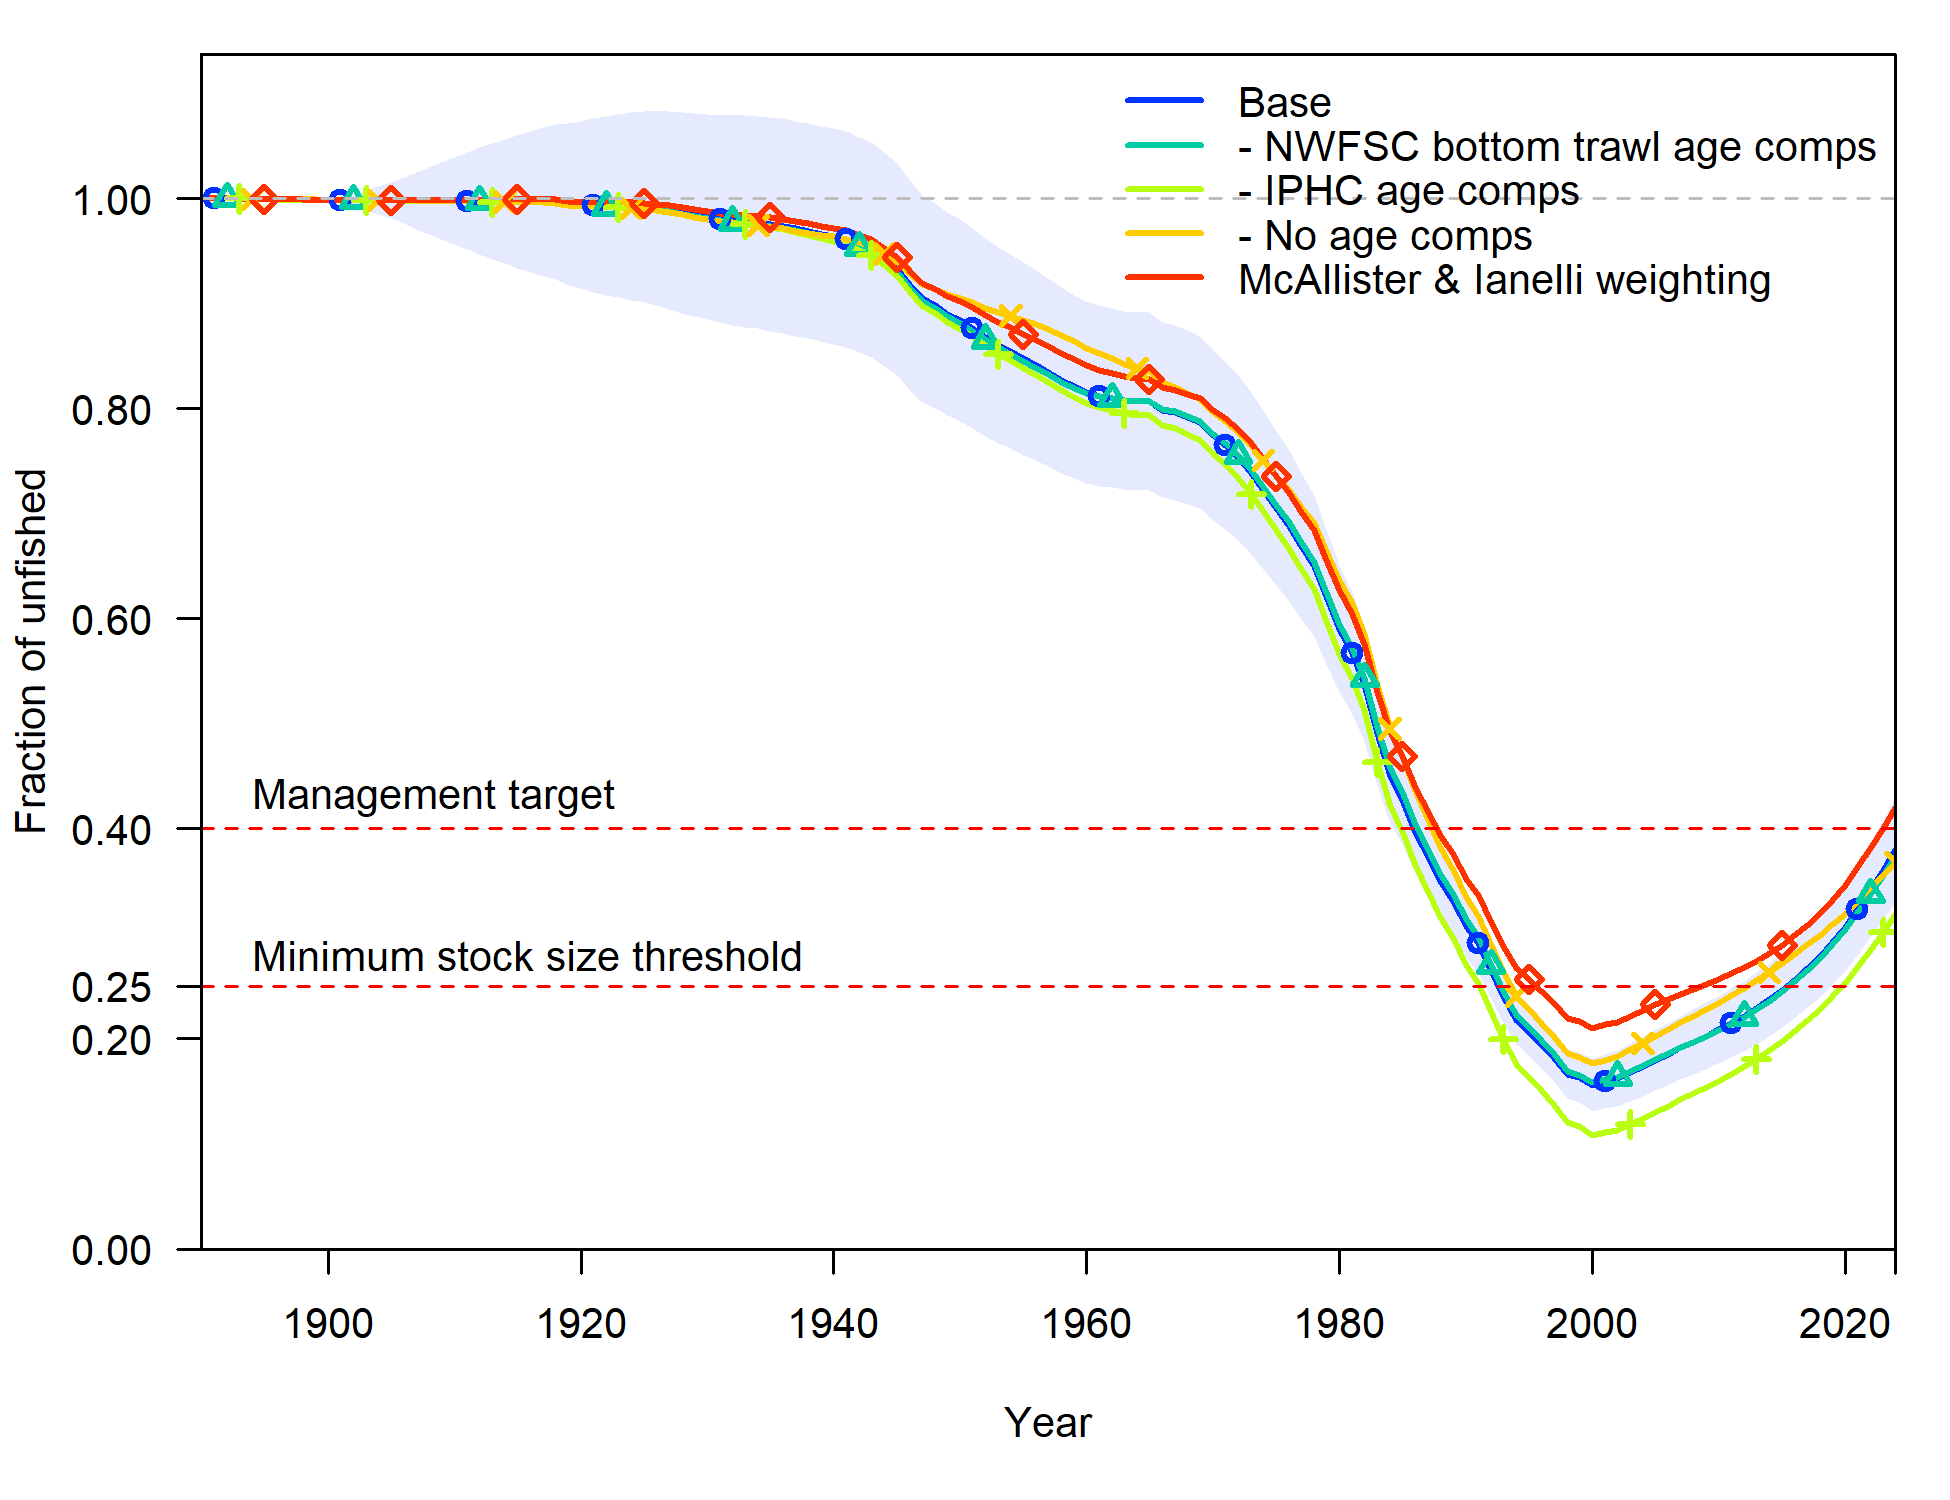 Base
- NWFSC bottom trawl age comps
- IPHC age comps
- No age comps
McAllister & Ianelli weighting
1.00
0.80
0.60
0.40
0.25
0.20
0.00
Fraction of unfished
Management target
Minimum stock size threshold
1900 1920 1940 1960 1980 2000 2020
Year